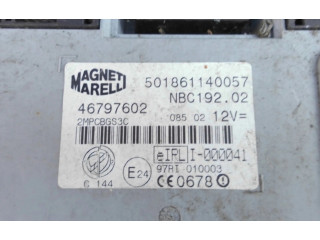 MAGNETI MARELLI
501861140057
NBC192.02
46797602
2MPCBGS3C
085 02 12V=
eIRL I-000041
97RI 010003
6 144
E24
CE0678